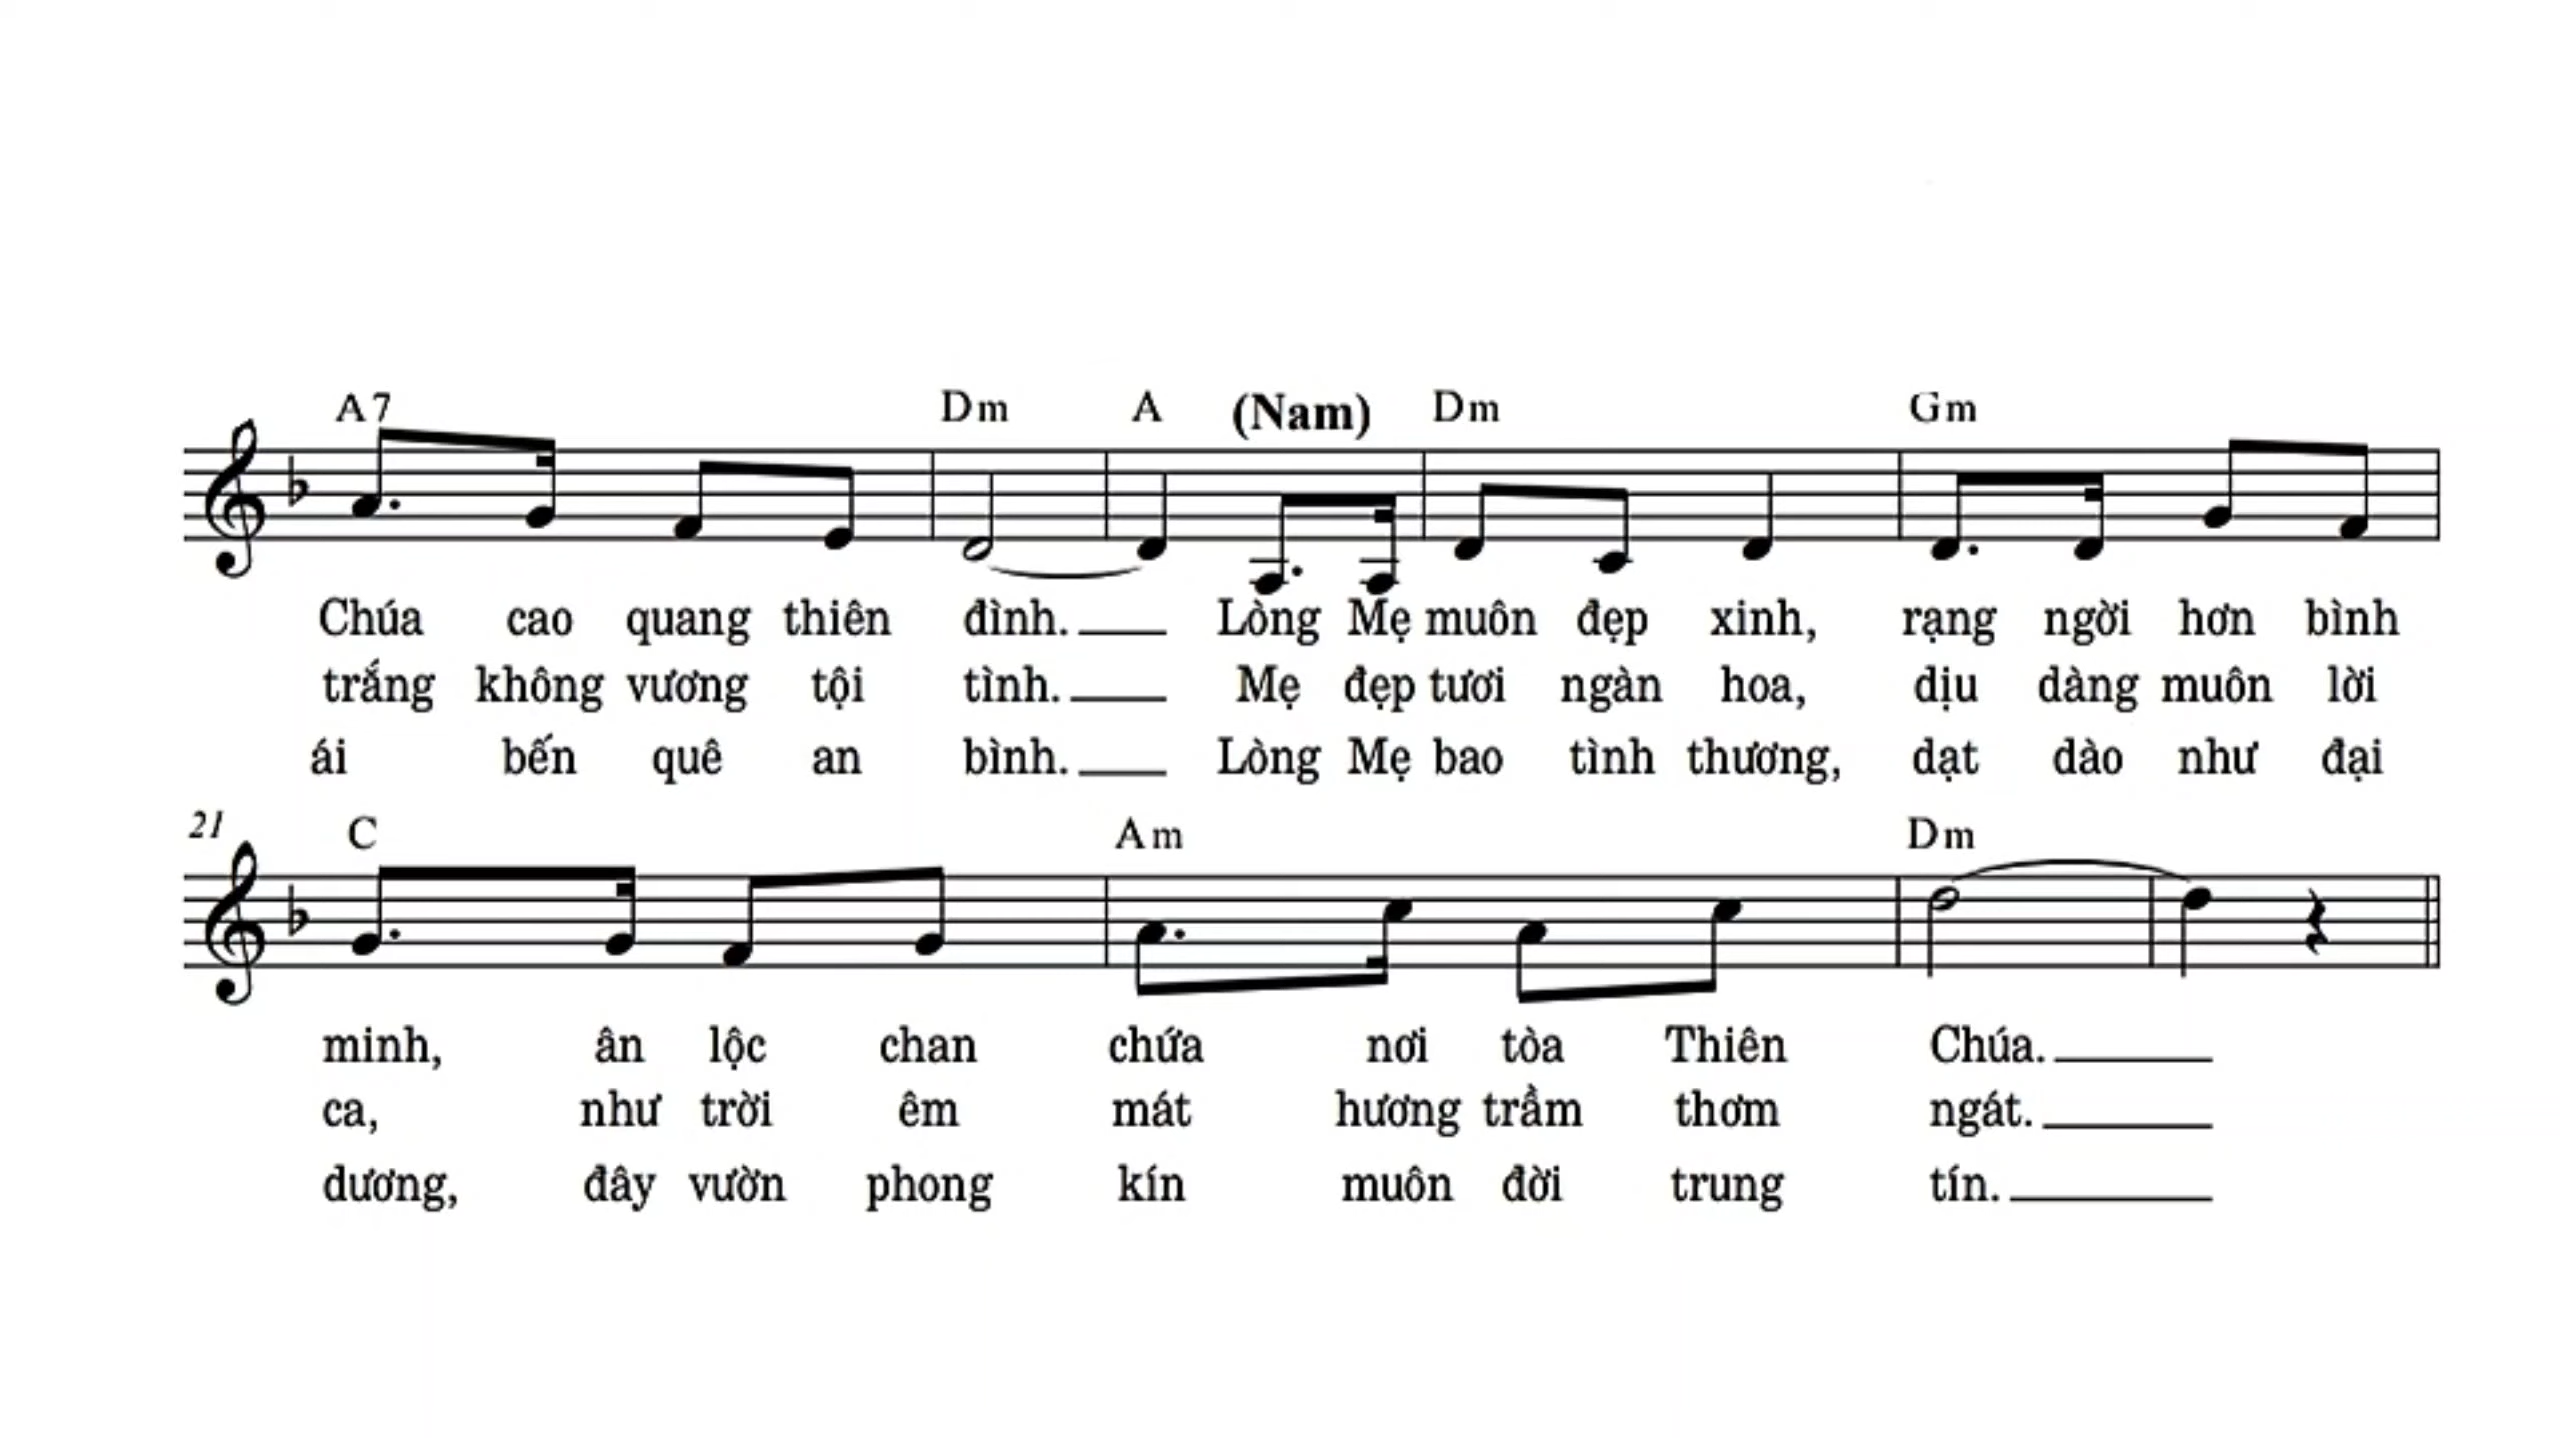 A7 Dm A (Nam) Dm Gm
Chúa cao quang thiên đình. Lòng Mẹ muôn đẹp xinh, rạng ngời hơn bình
trắng không vương tội tình. Mẹ đẹp tươi ngàn hoa, dịu dàng muôn lời
ái bến quê an bình. Lòng Mẹ bao tình thương, dạt dào như đại
21 C Am Dm
minh, ân lộc chan chứa nơi tòa Thiên Chúa.
ca, như trời êm mát hương trầm thơm ngát.
dương, đây vườn phong kín muôn đời trung tín.